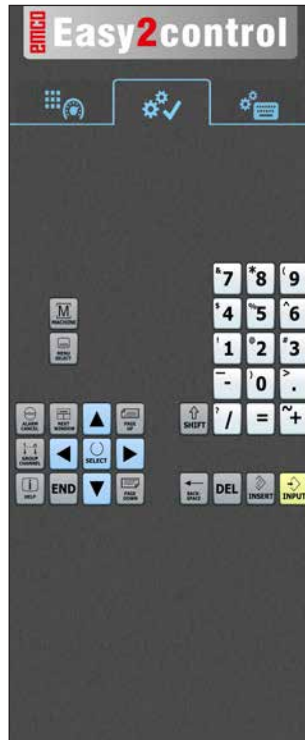 emco Easy2control
& 7 * 8 ( 9
$ 4 % 5 ^ 6
! 1 @ 2 # 3
_ - ) 0 > .
? / = ~ +
M MACHINE
MENU SELECT
ALARM CANCEL
NEXT WINDOW
PAGE UP
SHIFT
GROUP CHANNEL
SELECT
HELP
END
PAGE DOWN
BACK SPACE
DEL
INSERT
INPUT